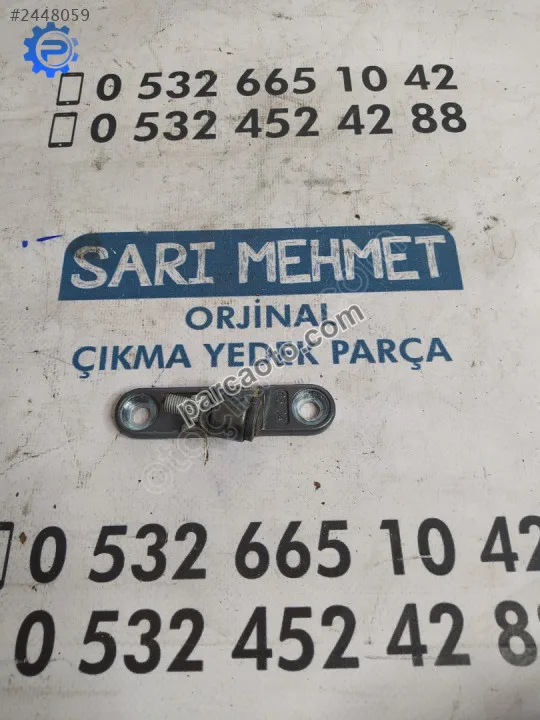 #2448059
0 532 665 10 42
0 532 452 42 88
SARI MEHMET
ORJİNAL
ÇIKMA YEDEK PARÇA
parcaoto.com
0 532 665 10 42
0 532 452 42 88